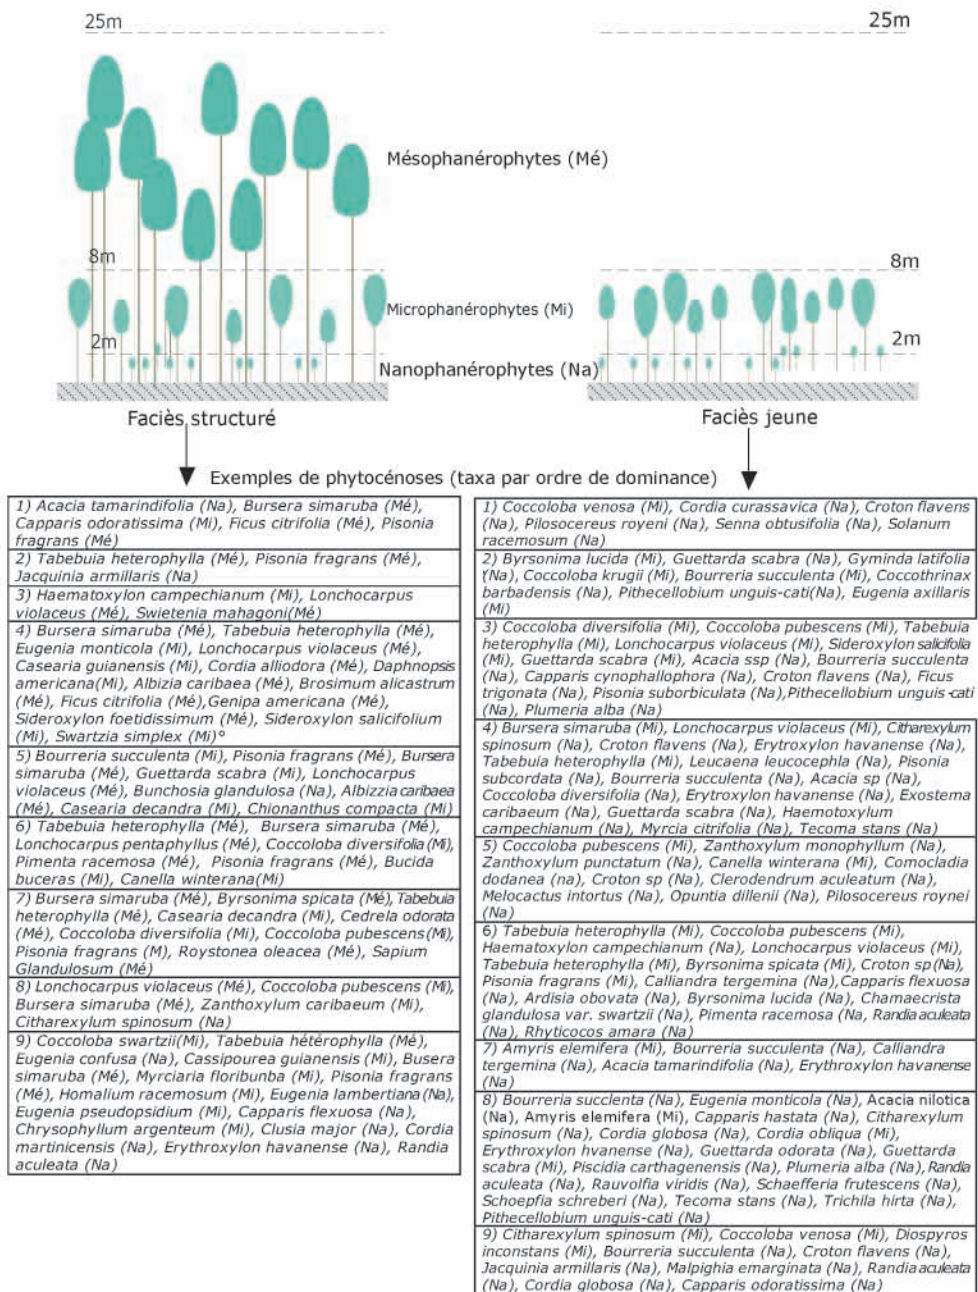 25m
25m
Mésophanérophytes (Mé)
8m
8m
Microphanérophytes (Mi)
2m
2m
Nanophanérophytes (Na)
Faciès structuré
Faciès jeune
Exemples de phytocénoses (taxa par ordre de dominance)
1) Acacia tamarindifolia (Na), Bursera simaruba (Mé),
Capparis odoratissima (Mi), Ficus citrifolia (Mé), Pisonia
fragrans (Mé)
2) Tabebuia heterophylla (Mé), Pisonia fragrans (Mé),
Jacquinia armillaris (Na)
3) Haematoxylon campechianum (Mi), Lonchocarpus
violaceus (Mé), Swietenia mahagoni(Mé)
4) Bursera simaruba (Mé), Tabebuia heterophylla (Mé),
Eugenia monticola (Mi), Lonchocarpus violaceus (Mé),
Casearia guianensis (Mi), Cordia alliodora (Mé), Daphnopsis
americana(Mi), Albizia caribaea (Mé), Brosimum alicastrum
(Mé), Ficus citrifolia (Mé),Genipa americana (Mé),
Sideroxylon foetidissimum (Mé), Sideroxylon salicifolium
(Mi), Swartzia simplex (Mi)°
5) Bourreria succulenta (Mi), Pisonia fragrans (Mé), Bursera
simaruba (Mé), Guettarda scabra (Mi), Lonchocarpus
violaceus (Mé), Bunchosia glandulosa (Na), Albizzia caribaea
(Mé), Casearia decandra (Mi), Chionanthus compacta (Mi)
6) Tabebuia heterophylla (Mé), Bursera simaruba (Mé),
Lonchocarpus pentaphyllus (Mé), Coccoloba diversifolia(Mi),
Pimenta racemosa (Mé), Pisonia fragrans (Mé), Bucida
buceras (Mi), Canella winterana(Mi)
7) Bursera simaruba (Mé), Byrsonima spicata (Mé), Tabebuia
heterophylla (Mé), Casearia decandra (Mi), Cedrela odorata
(Mé), Coccoloba diversifolia (Mi), Coccoloba pubescens(Mi),
Pisonia fragrans (M), Roystonea oleacea (Mé), Sapium
Glandulosum (Mé)
8) Lonchocarpus violaceus (Mé), Coccoloba pubescens (Mi),
Bursera simaruba (Mé), Zanthoxylum caribaeum (Mi),
Citharexylum spinosum (Na)
9) Coccoloba swartzii(Mi), Tabebuia hétérophylla (Mé),
Eugenia confusa (Na), Cassipourea guianensis (Mi), Busera
simaruba (Mé), Myrciaria floribunba (Mi), Pisonia fragrans
(Mé), Homalium racemosum (Mi), Eugenia lambertiana(Na),
Eugenia pseudopsidium (Mi), Capparis flexuosa (Na),
Chrysophyllum argenteum (Mi), Clusia major (Na), Cordia
martinicensis (Na), Erythroxylon havanense (Na), Randia
aculeata (Na)
1) Coccoloba venosa (Mi), Cordia curassavica (Na), Croton flavens
(Na), Pilosocereus royeni (Na), Senna obtusifolia (Na), Solanum
racemosum (Na)
2) Byrsonima lucida (Mi), Guettarda scabra (Na), Gyminda latifolia
(Na), Coccoloba krugii (Mi), Bourreria succulenta (Mi), Coccothrinax
barbadensis (Na), Pithecellobium unguis-cati(Na), Eugenia axillaris
(Mi)
3) Coccoloba diversifolia (Mi), Coccoloba pubescens (Mi), Tabebuia
heterophylla (Mi), Lonchocarpus violaceus (Mi), Sideroxylon salicifolia
(Mi), Guettarda scabra (Mi), Acacia ssp (Na), Bourreria succulenta
(Na), Capparis cynophallophora (Na), Croton flavens (Na), Ficus
trigonata (Na), Pisonia suborbiculata (Na),Pithecellobium unguis-cati
(Na), Plumeria alba (Na)
4) Bursera simaruba (Mi), Lonchocarpus violaceus (Mi), Citharexylum
spinosum (Na), Croton flavens (Na), Erytroxylon havanense (Na),
Tabebuia heterophylla (Mi), Leucaena leucocephla (Na), Pisonia
subcordata (Na), Bourreria succulenta (Na), Acacia sp (Na),
Coccoloba diversifolia (Na), Erytroxylon havanense (Na), Exostema
caribaeum (Na), Guettarda scabra (Na), Haemotoxylum
campechianum (Na), Myrcia citrifolia (Na), Tecoma stans (Na)
5) Coccoloba pubescens (Mi), Zanthoxylum monophyllum (Na),
Zanthoxylum punctatum (Na), Canella winterana (Mi), Comocladia
dodanea (na), Croton sp (Na), Clerodendrum aculeatum (Na),
Melocactus intortus (Na), Opuntia dillenii (Na), Pilosocereus roynei
(Na)
6) Tabebuia heterophylla (Mi), Coccoloba pubescens (Mi),
Haematoxylum campechianum (Na), Lonchocarpus violaceus (Mi),
Tabebuia heterophylla (Mi), Byrsonima spicata (Mi), Croton sp(Na),
Pisonia fragrans (Mi), Calliandra tergemina (Na),Capparis flexuosa
(Na), Ardisia obovata (Na), Byrsonima lucida (Na), Chamaecrista
glandulosa var. swartzii (Na), Pimenta racemosa (Na, Randia aculeata
(Na), Rhyticocos amara (Na)
7) Amyris elemifera (Mi), Bourreria succulenta (Na), Calliandra
tergemina (Na), Acacia tamarindifolia (Na), Erythroxylon havanense
(Na)
8) Bourreria succlenta (Na), Eugenia monticola (Na), Acacia nilotica
(Na), Amyris elemifera (Mi), Capparis hastata (Na), Citharexylum
spinosum (Na), Cordia globosa (Na), Cordia obliqua (Mi),
Erythroxylon hvanense (Na), Guettarda odorata (Na), Guettarda
scabra (Mi), Piscidia carthagenensis (Na), Plumeria alba (Na), Randia
aculeata (Na), Rauvolfia viridis (Na), Schaefferia frutescens (Na),
Schoepfia schreberi (Na), Tecoma stans (Na), Trichila hirta (Na),
Pithecellobium unguis-cati (Na)
9) Citharexylum spinosum (Mi), Coccoloba venosa (Mi), Diospyros
inconstans (Mi), Bourreria succulenta (Na), Croton flavens (Na),
Jacquinia armillaris (Na), Malpighia emarginata (Na), Randia aculeata
(Na), Cordia globosa (Na), Capparis odoratissima (Na)